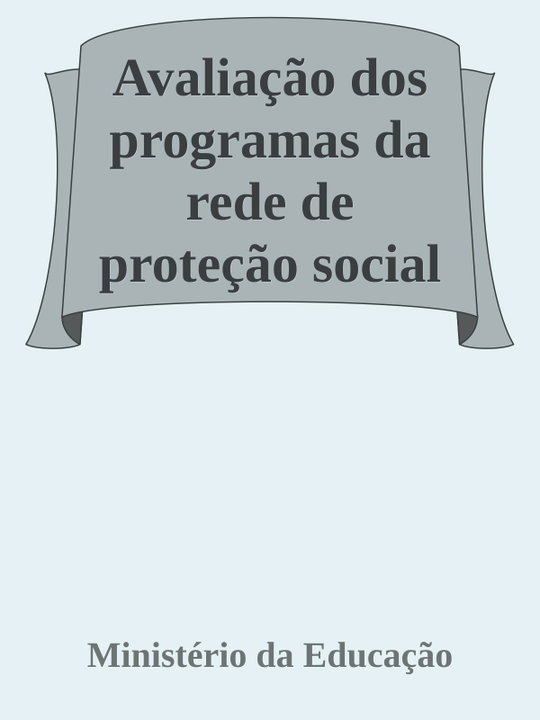 Avaliação dos
programas da
rede de
proteção social
Ministério da Educação